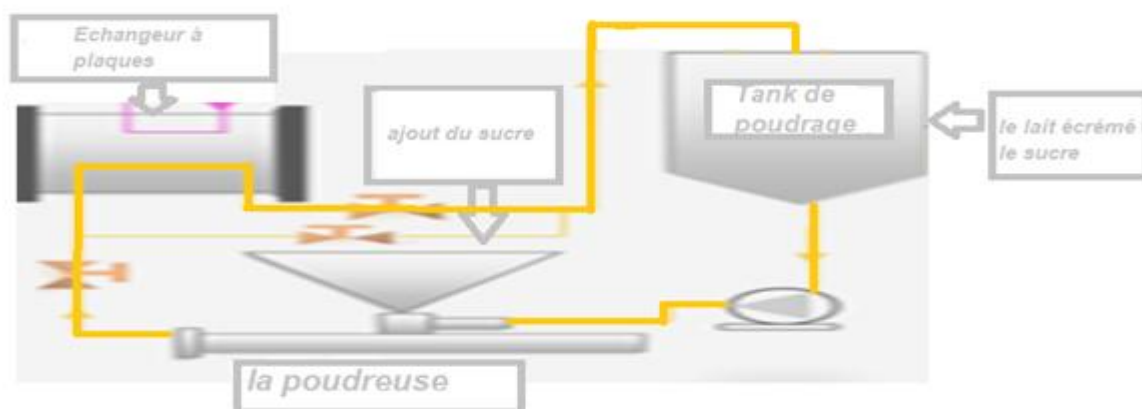 Echangeur à
plaques
ajout du sucre
Tank de
poudrage
le lait écrémé
le sucre
la poudreuse